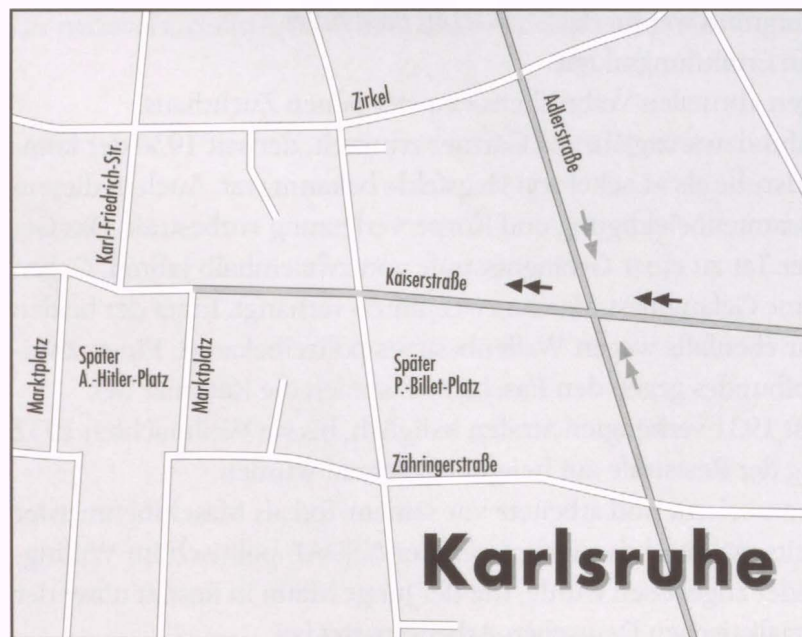 Zirkel
Adlerstraße
Karl-Friedrich-Str.
Kaiserstraße
Marktplatz
Später
A.-Hitler-Platz
Marktplatz
Später
P.-Billet-Platz
Zähringerstraße
Karlsruhe